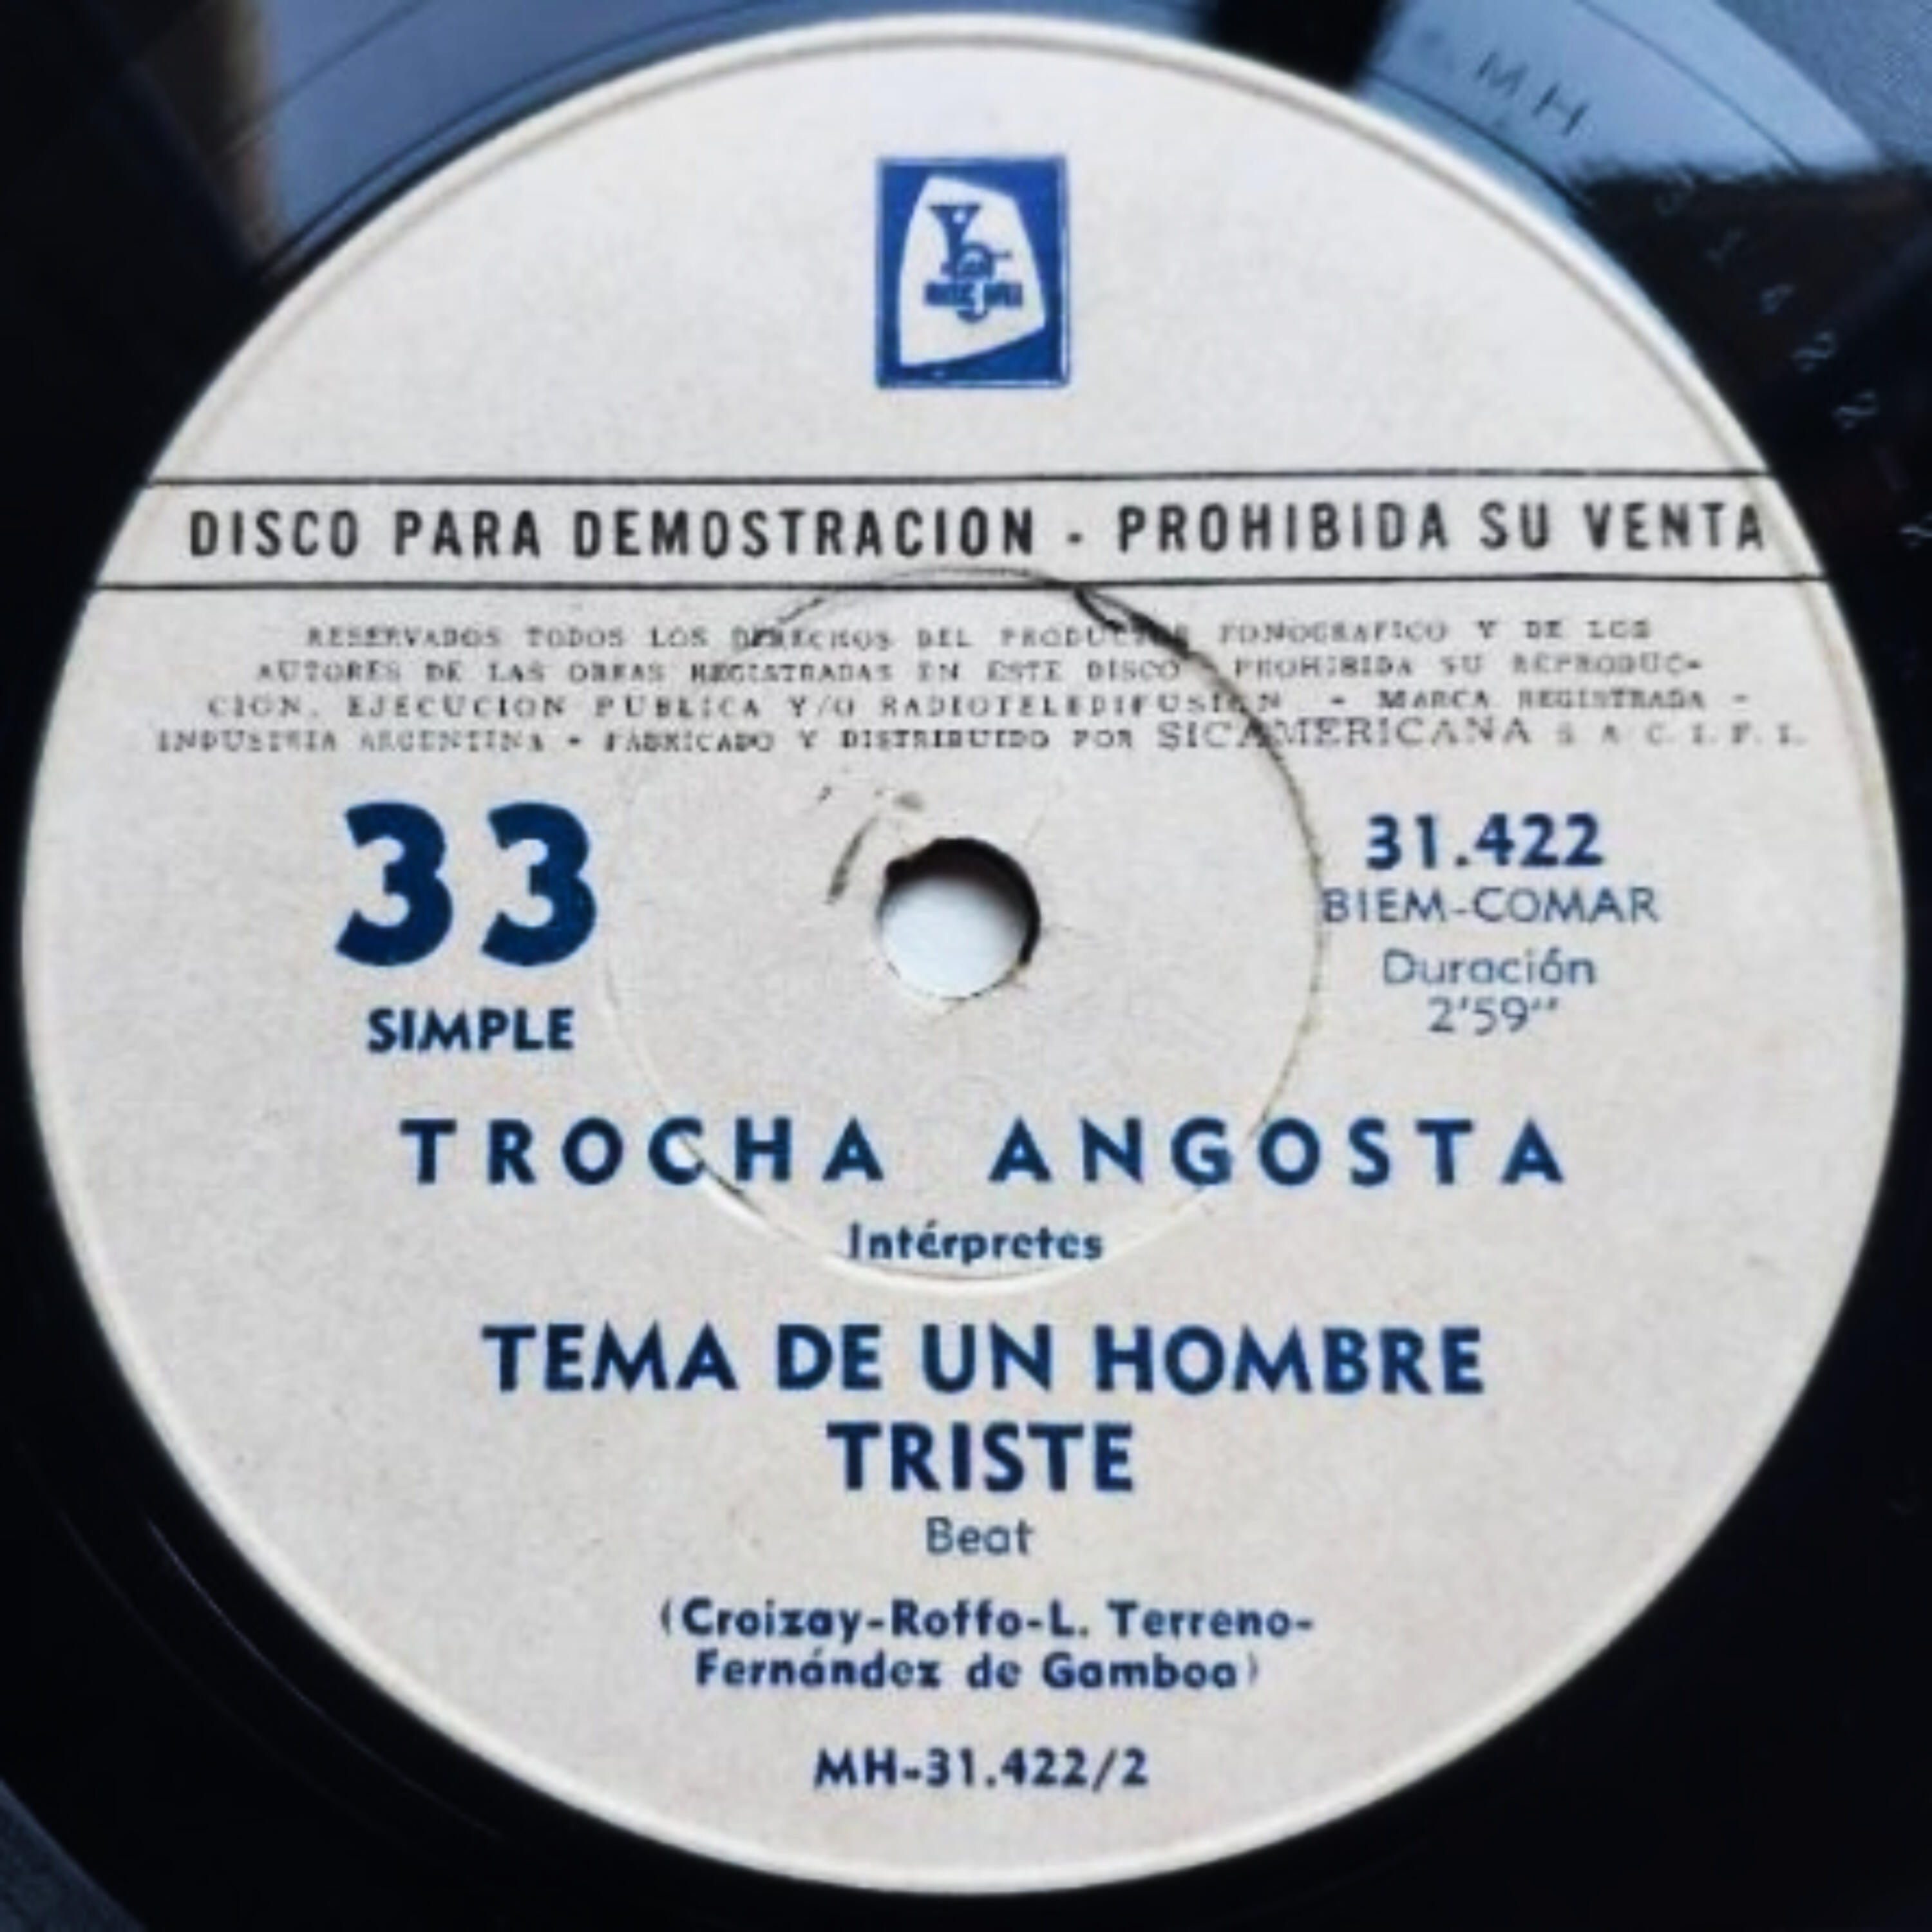 MH
DISCO PARA DEMOSTRACION - PROHIBIDA SU VENTA
RESERVADOS TODOS LOS DERECHOS DEL PRODUCTOR FONOGRAFICO Y DE LOS
AUTORES DE LAS OBRAS REGISTRADAS EN ESTE DISCO - PROHIBIDA SU REPRODUC-
CION, EJECUCION PUBLICA Y/O RADIOTELEDIFUSION - MARCA REGISTRADA -
INDUSTRIA ARGENTINA - FABRICADO Y DISTRIBUIDO POR SICAMERICANA S A C. I. F. I.
33
SIMPLE
31.422
BIEM-COMAR
Duración
2'59''
TROCHA ANGOSTA
Intérpretes
TEMA DE UN HOMBRE
TRISTE
Beat
(Croizay-Roffo-L. Terreno-
Fernández de Gamboa)
MH-31.422/2